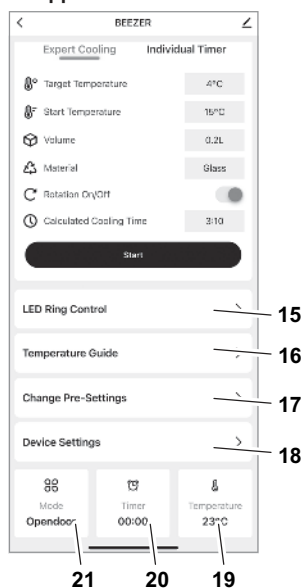 BEEZER
Expert Cooling Individual Timer
Target Temperature 4°C
Start Temperature 15°C
Volume 0.2L
Material Glass
Rotation On/Off
Calculated Cooling Time 3:10
Start
LED Ring Control
15
Temperature Guide
16
Change Pre-Settings
17
Device Settings
18
Mode Timer Temperature
Opendoor 00:00 23°C
21 20 19